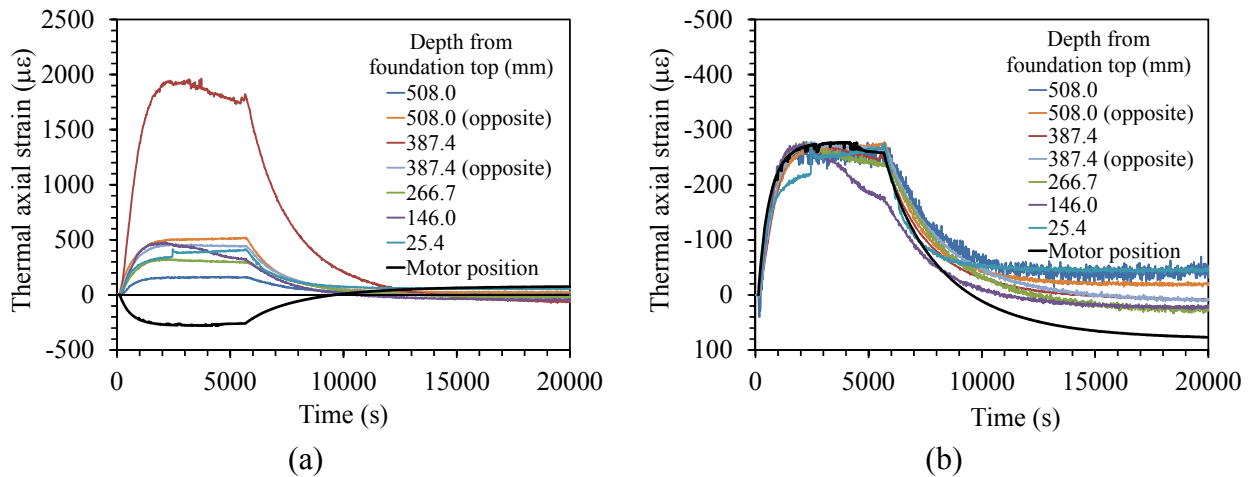 2500
2000
1500
1000
500
0
-500
Thermal axial strain (με)
Depth from
foundation top (mm)
508.0
508.0 (opposite)
387.4
387.4 (opposite)
266.7
146.0
25.4
Motor position
0
5000
10000
15000
20000
Time (s)
(a)
-500
-400
-300
-200
-100
0
100
Thermal axial strain (με)
Depth from
foundation top (mm)
508.0
508.0 (opposite)
387.4
387.4 (opposite)
266.7
146.0
25.4
Motor position
0
5000
10000
15000
20000
Time (s)
(b)